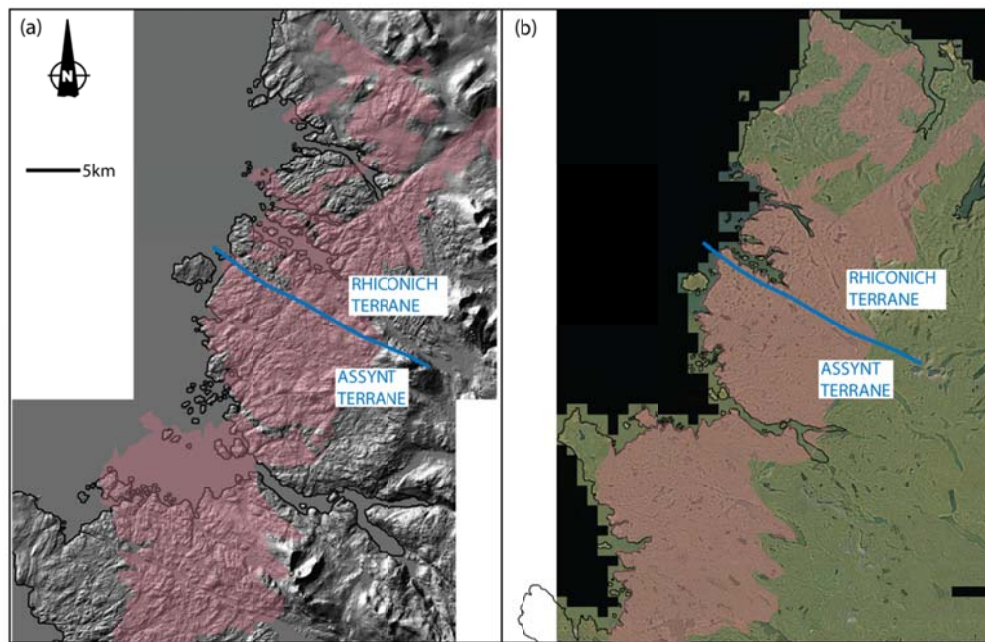 (a)
N
5km
RHICONICH
TERRANE
ASSYNT
TERRANE
(b)
RHICONICH
TERRANE
ASSYNT
TERRANE